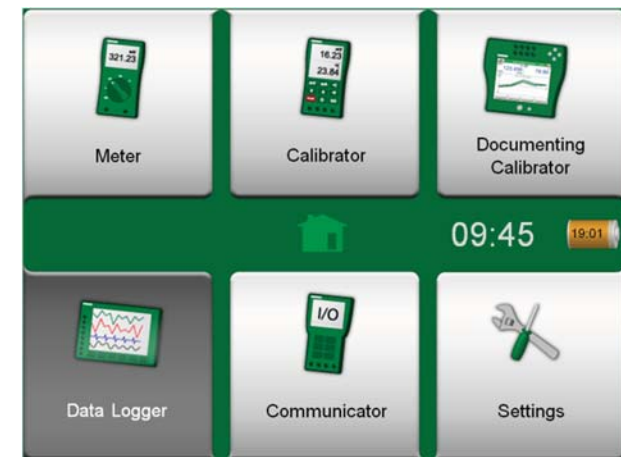 321.23
Meter
16.23
23.84
Calibrator
Documenting
Calibrator
09:45
19:01
Data Logger
I/O
Communicator
Settings